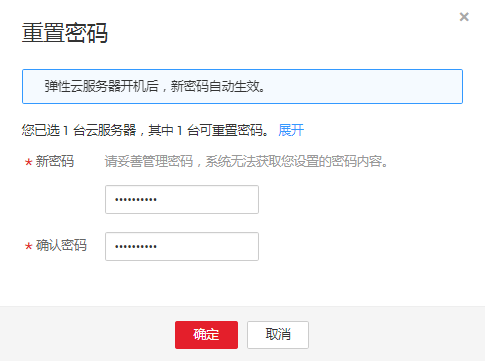 重置密码
弹性云服务器开机后，新密码自动生效。
您已选 1 台云服务器，其中 1 台可重置密码。 展开
* 新密码 请妥善管理密码，系统无法获取您设置的密码内容。
••••••••••
* 确认密码 ••••••••••
确定 取消